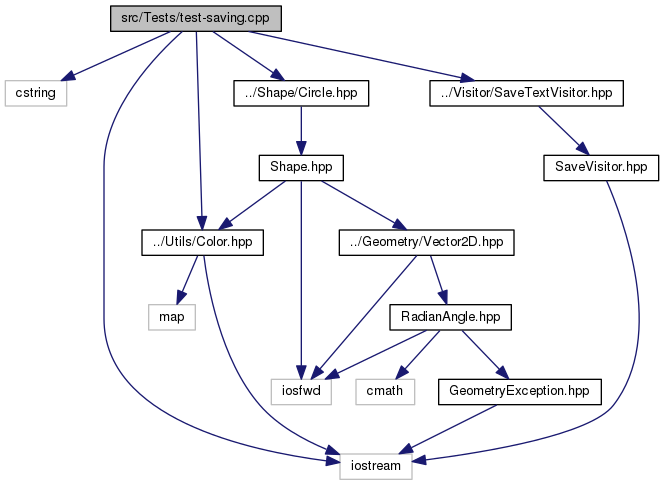 src/Tests/test-saving.cpp
cstring
../Shape/Circle.hpp
../Visitor/SaveTextVisitor.hpp
Shape.hpp
SaveVisitor.hpp
../Utils/Color.hpp
../Geometry/Vector2D.hpp
map
RadianAngle.hpp
iosfwd
cmath
GeometryException.hpp
iostream